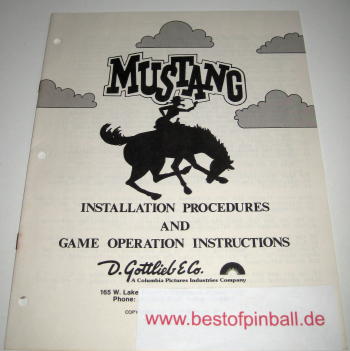 MUSTANG
INSTALLATION PROCEDURES
AND
GAME OPERATION INSTRUCTIONS
D. Gottlieb & Co.
A Columbia Pictures Industries Company
165 W. Lake
Phone:
www.bestofpinball.de